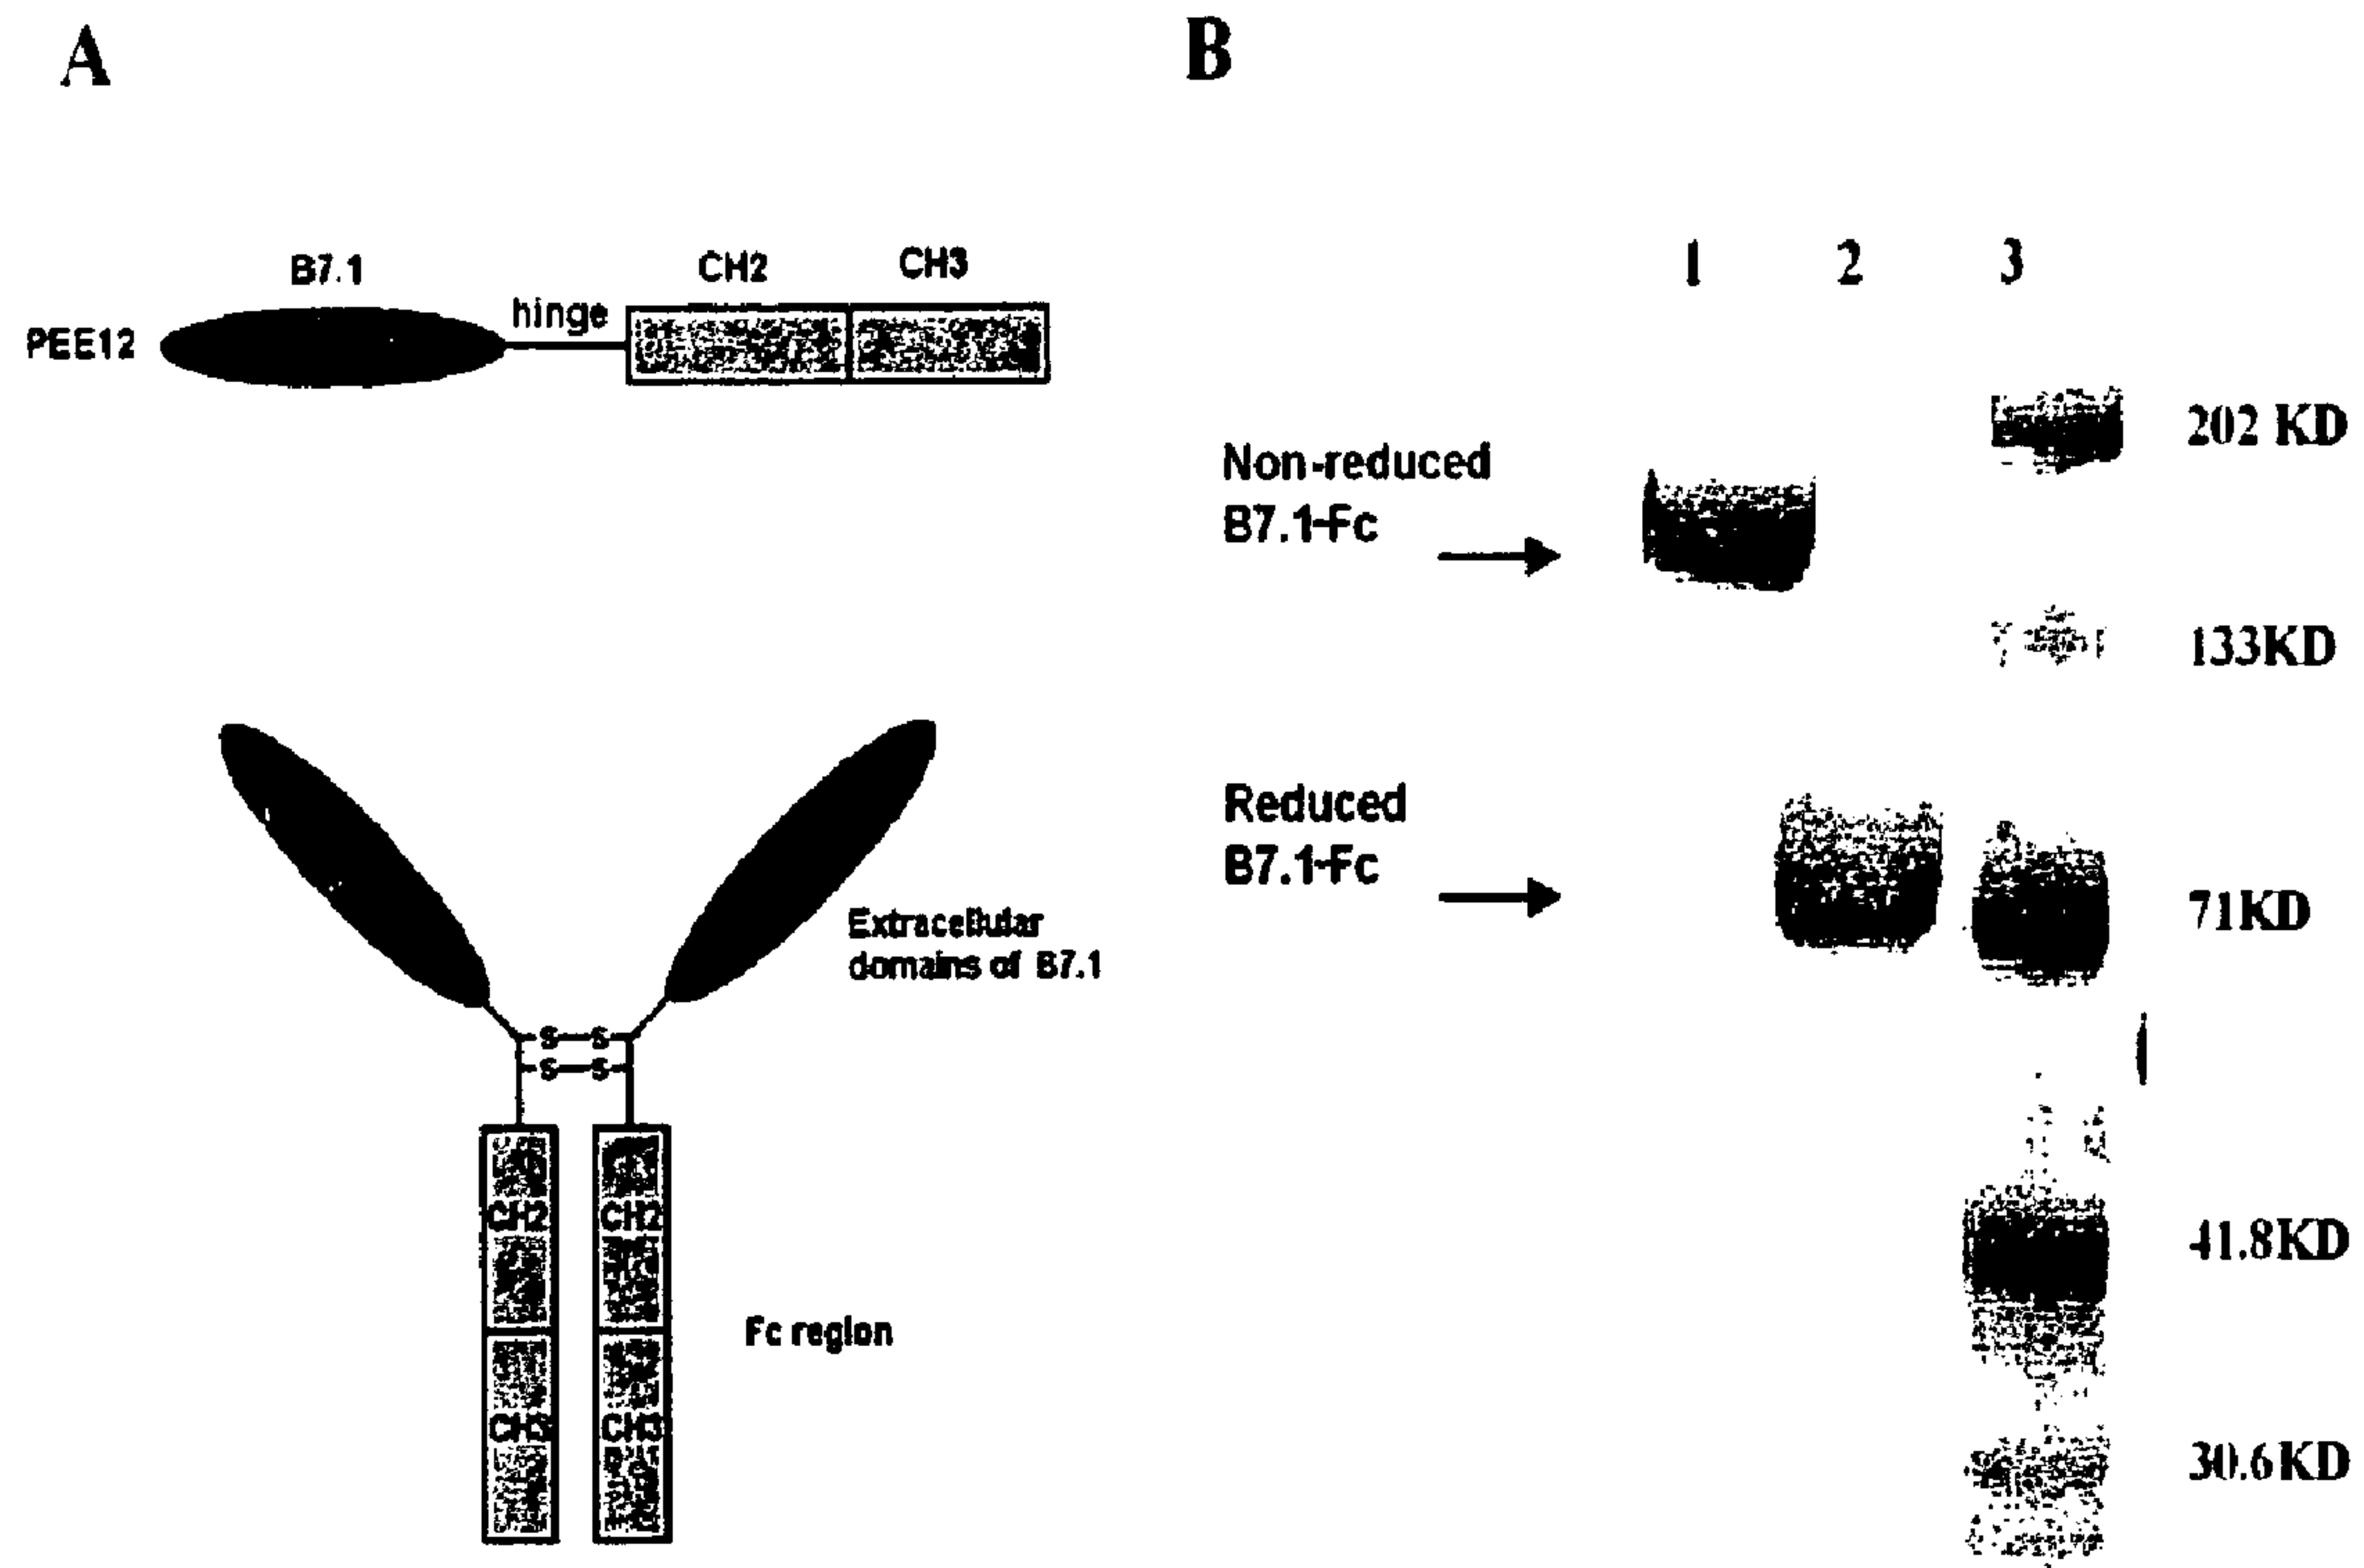 A
B
B7.1
hinge
CH2
CH3
PEE12
1
2
3
Non-reduced
B7.1-Fc
202 KD
133KD
Reduced
B7.1-Fc
71KD
Extracellular
domains of B7.1
S S
S S
CH2
CH2
41.8KD
Fc region
CH3
CH3
30.6KD